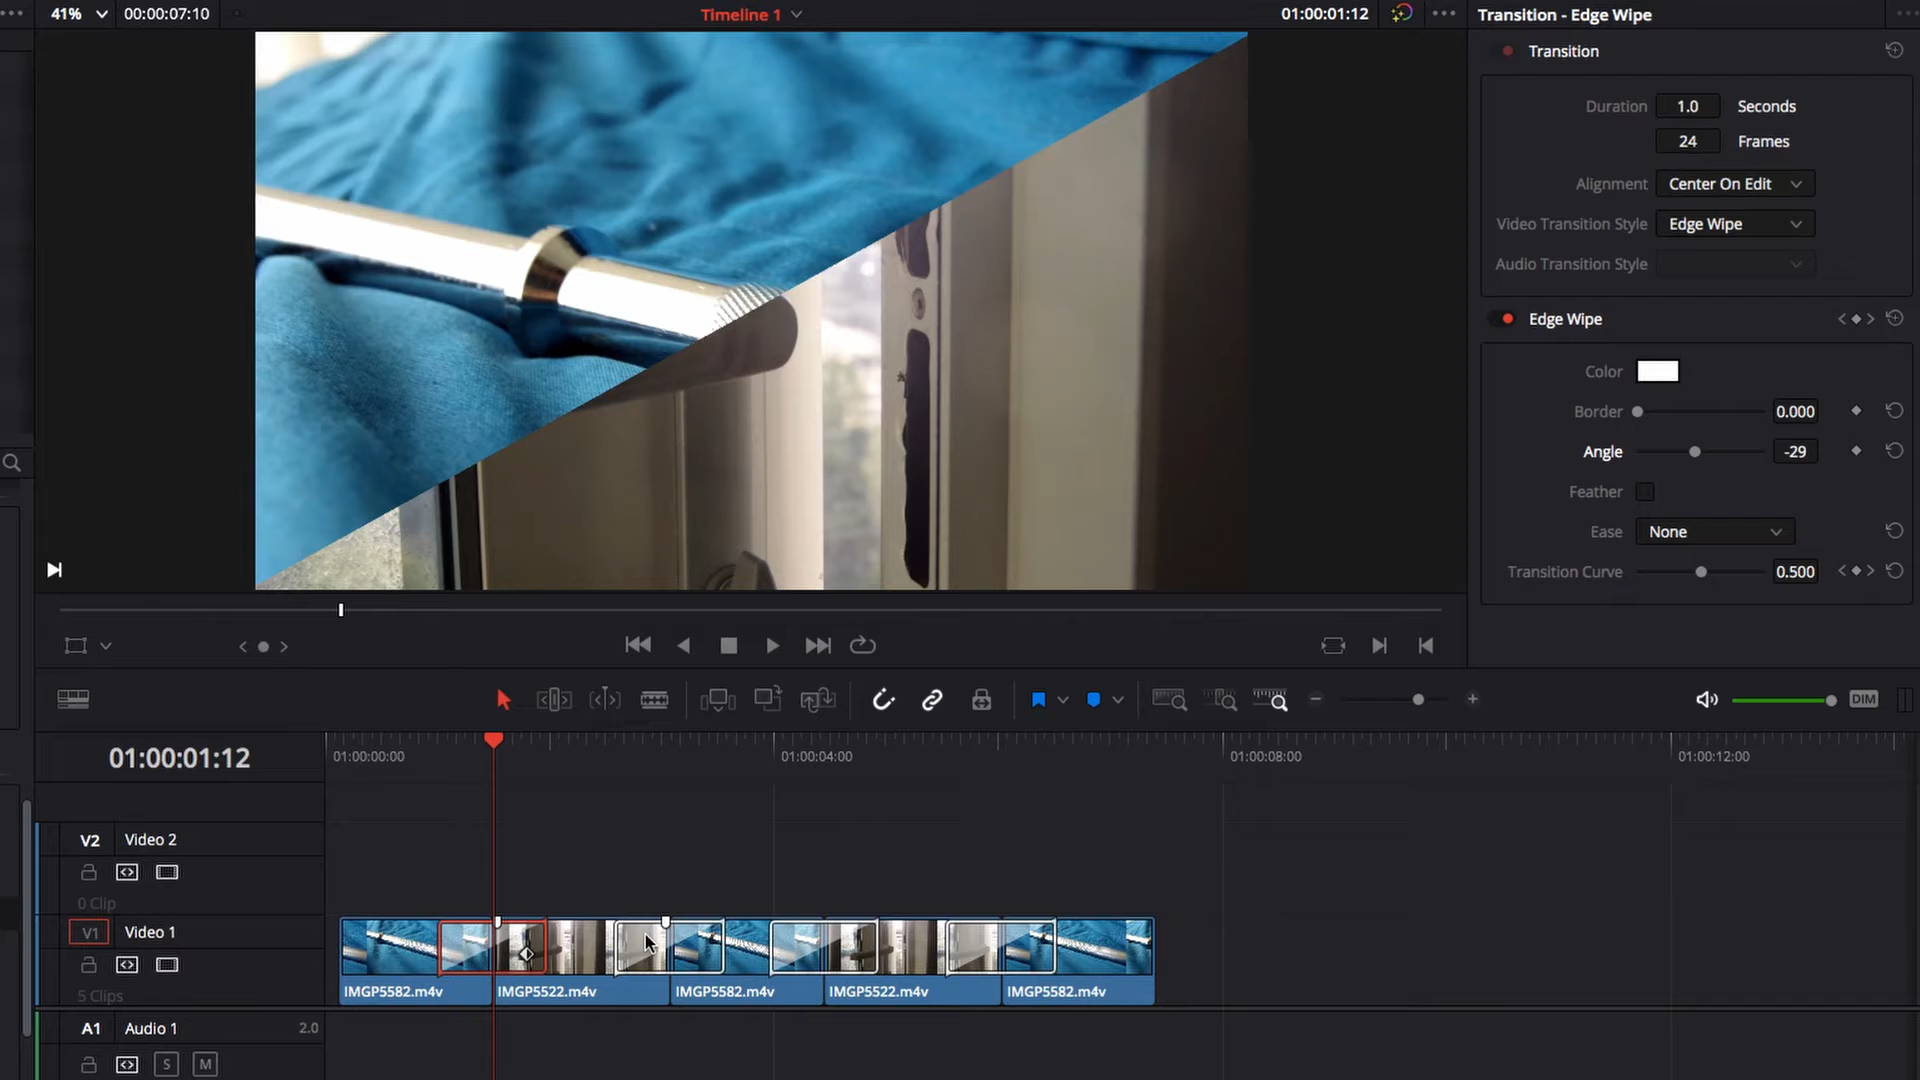 41%
00:00:07:10
Timeline 1
01:00:01:12
Transition - Edge Wipe
Transition
Duration 1.0 Seconds
24 Frames
Alignment Center On Edit
Video Transition Style Edge Wipe
Audio Transition Style
Edge Wipe
Color
Border 0.000
Angle -29
Feather
Ease None
Transition Curve 0.500
DIM
01:00:01:12
01:00:00:00
01:00:04:00
01:00:08:00
01:00:12:00
V2 Video 2
0 Clip
V1 Video 1
5 Clips
IMGP5582.m4v
IMGP5522.m4v
IMGP5582.m4v
IMGP5522.m4v
IMGP5582.m4v
A1 Audio 1 2.0
S M